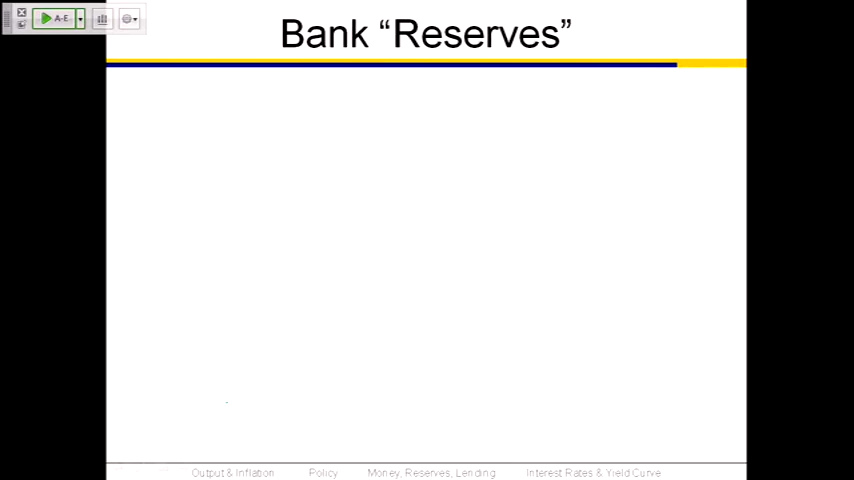 A-E
Bank “Reserves”
Output & Inflation Policy Money, Reserves, Lending Interest Rates & Yield Curve